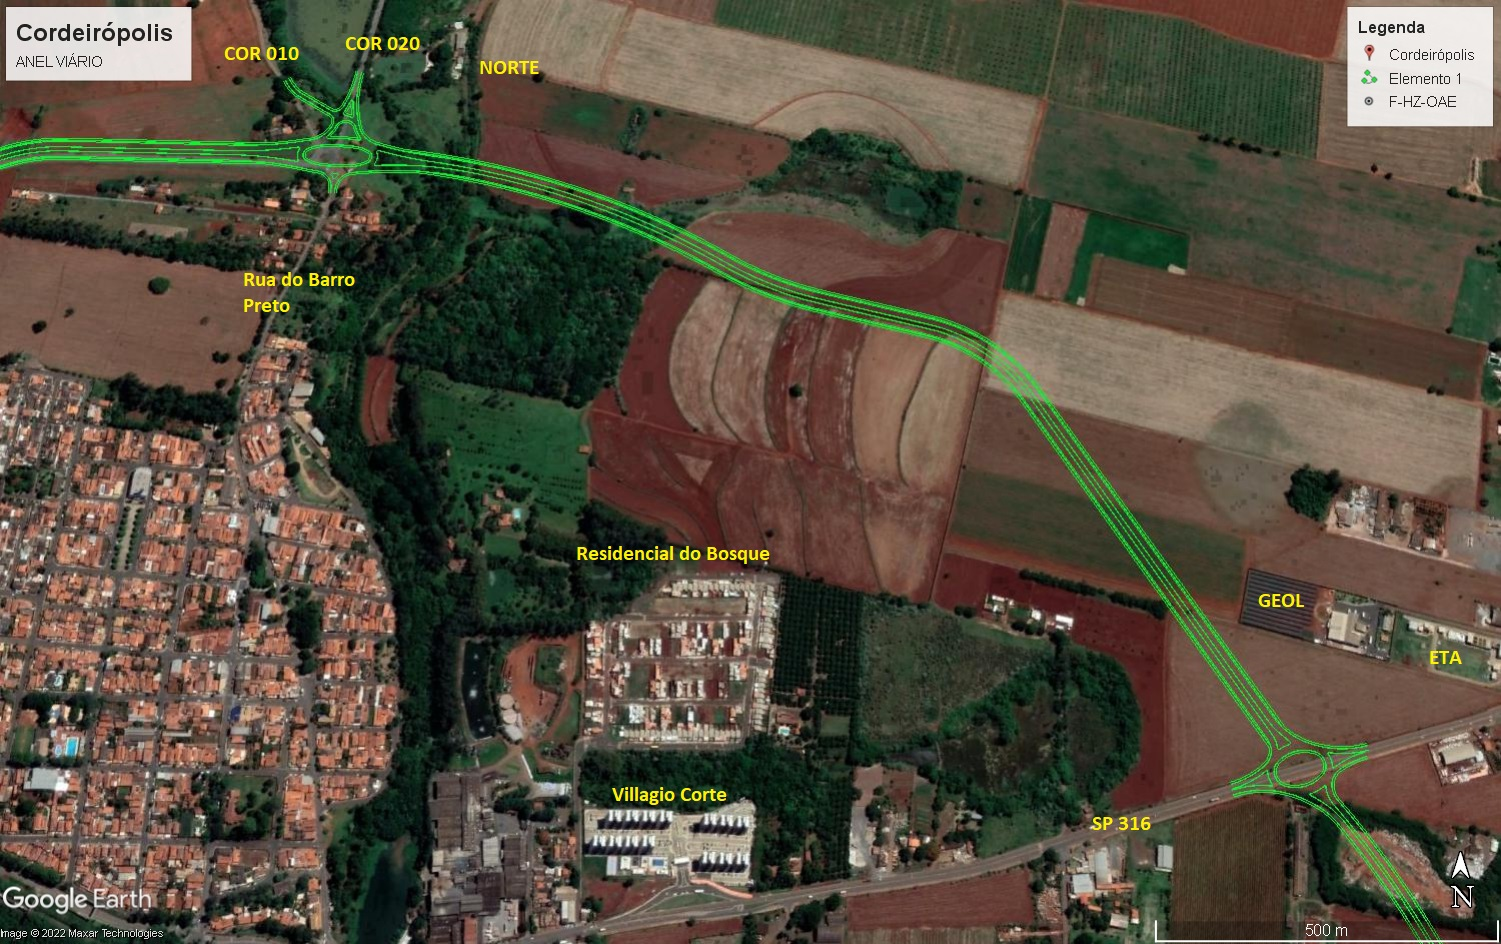 Cordeirópolis
ANEL VIÁRIO
COR 010
COR 020
NORTE
Legenda
Cordeirópolis
Elemento 1
F-HZ-OAE
Rua do Barro
Preto
Residencial do Bosque
GEOL
ETA
Villagio Corte
SP 316
Google Earth
Image © 2022 Maxar Technologies
N
500 m